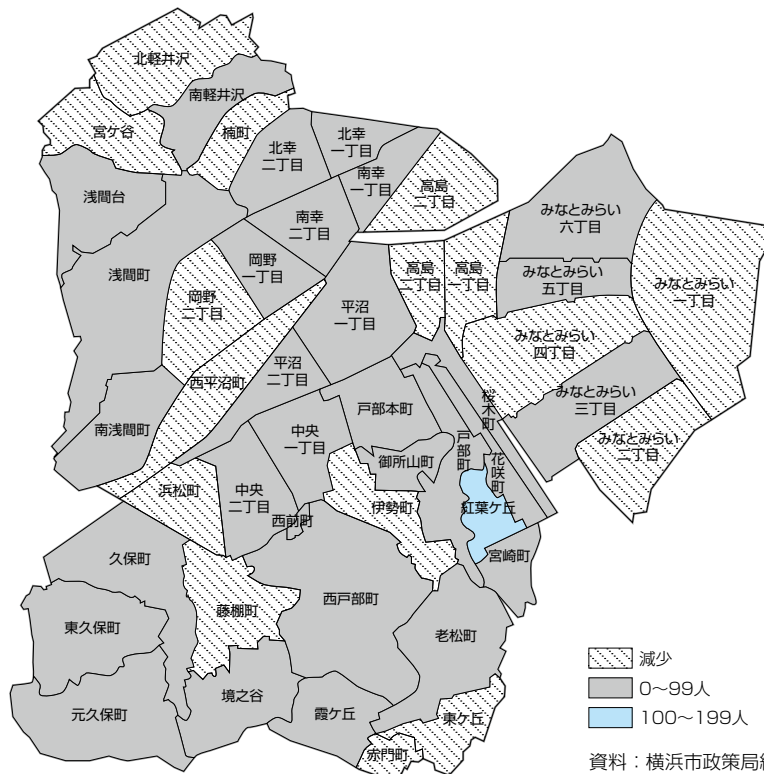 北軽井沢
南軽井沢
宮ケ谷
楠町
北幸
二丁目
北幸
一丁目
南幸
一丁目
高島
二丁目
浅間台
南幸
二丁目
みなとみらい
六丁目
浅間町
岡野
一丁目
岡野
二丁目
高島
二丁目
高島
一丁目
みなとみらい
五丁目
みなとみらい
一丁目
平沼
一丁目
みなとみらい
四丁目
西平沼町
平沼
二丁目
みなとみらい
三丁目
戸部本町
桜木町
南浅間町
中央
一丁目
戸部町
花咲町
みなとみらい
二丁目
御所山町
浜松町
中央
二丁目
西前町
伊勢町
紅葉ケ丘
宮崎町
久保町
藤棚町
西戸部町
東久保町
老松町
元久保町
境之谷
霞ケ丘
東ケ丘
赤門町
減少
0〜99人
100〜199人
資料：横浜市政策局